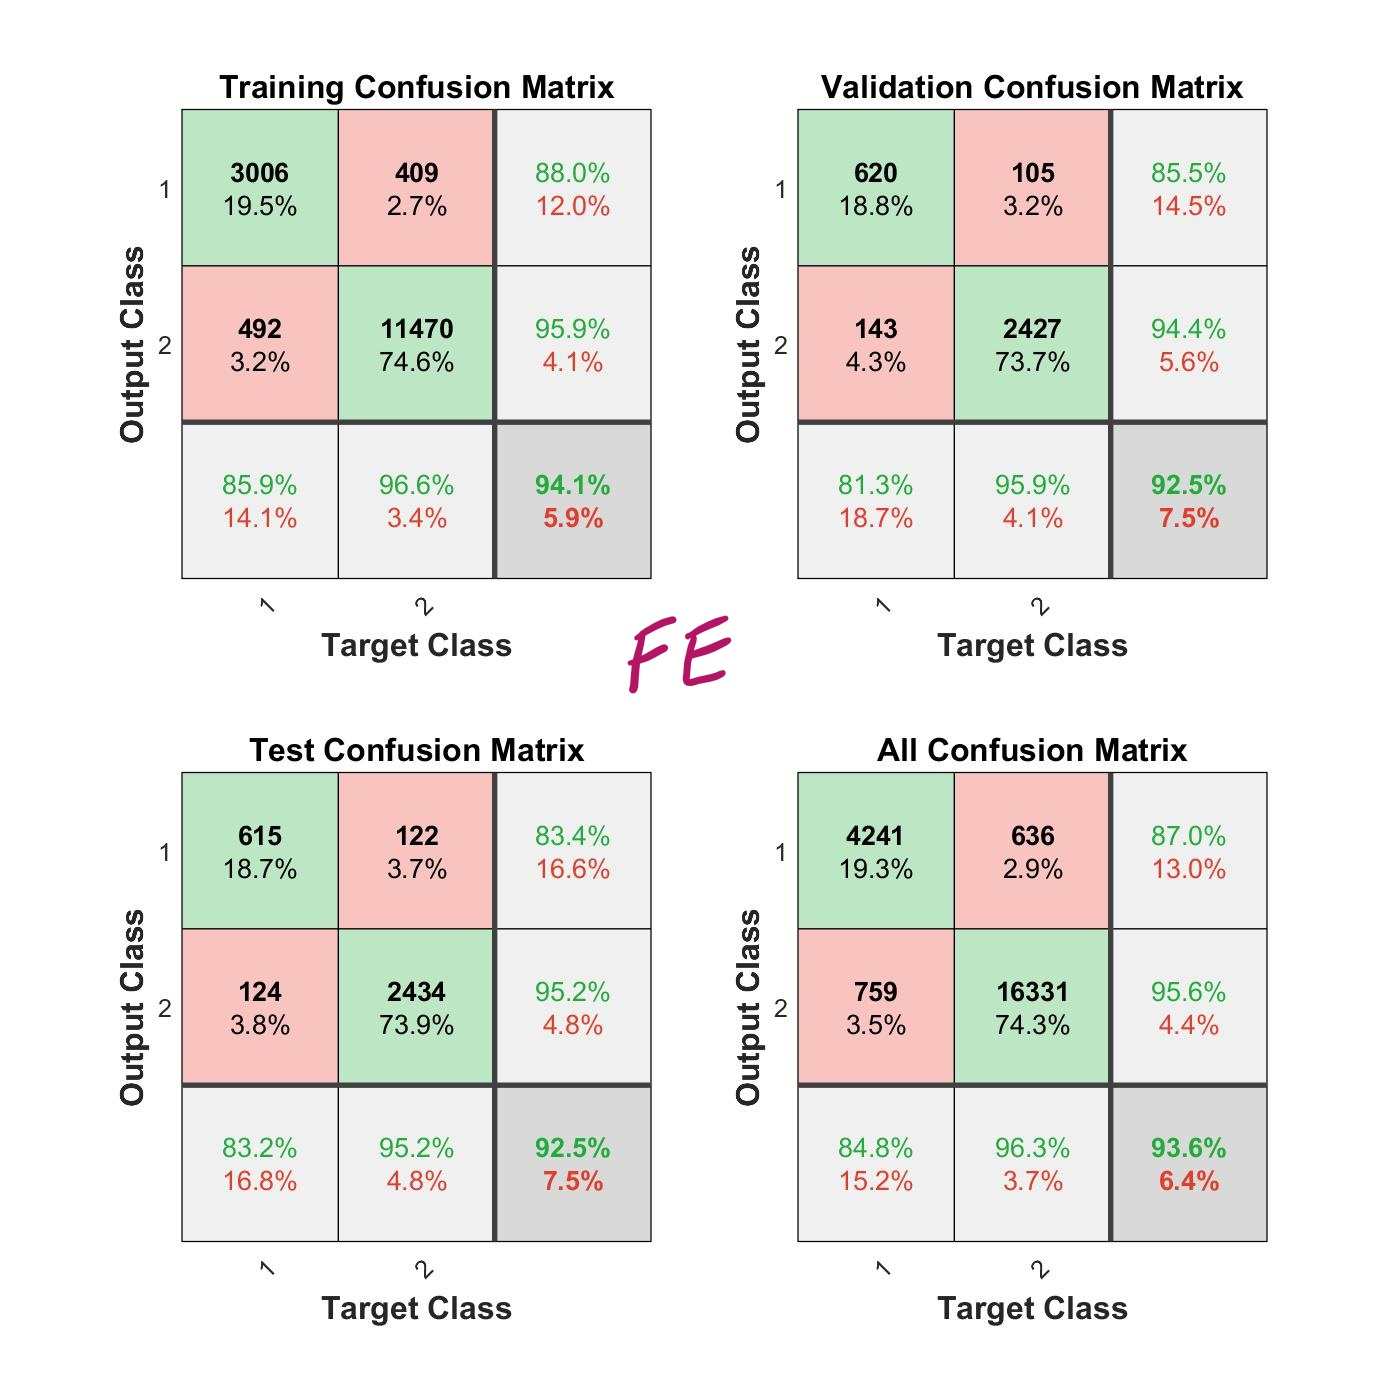 Training Confusion Matrix
3006 409 88.0%
1
19.5% 2.7% 12.0%
492 11470 95.9%
2
3.2% 74.6% 4.1%
85.9% 96.6% 94.1%
14.1% 3.4% 5.9%
Output Class
1 2
Target Class
Validation Confusion Matrix
620 105 85.5%
1
18.8% 3.2% 14.5%
143 2427 94.4%
2
4.3% 73.7% 5.6%
81.3% 95.9% 92.5%
18.7% 4.1% 7.5%
Output Class
1 2
Target Class
FE
Test Confusion Matrix
615 122 83.4%
1
18.7% 3.7% 16.6%
124 2434 95.2%
2
3.8% 73.9% 4.8%
83.2% 95.2% 92.5%
16.8% 4.8% 7.5%
Output Class
1 2
Target Class
All Confusion Matrix
4241 636 87.0%
1
19.3% 2.9% 13.0%
759 16331 95.6%
2
3.5% 74.3% 4.4%
84.8% 96.3% 93.6%
15.2% 3.7% 6.4%
Output Class
1 2
Target Class